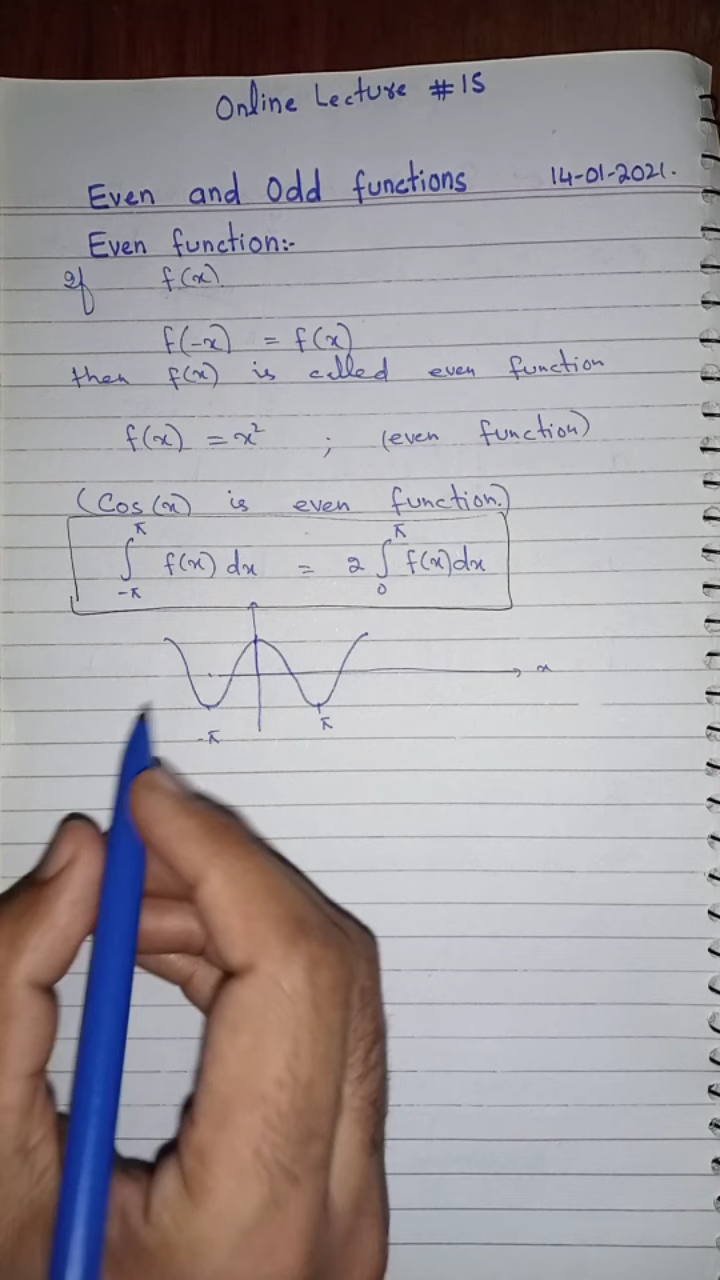 Online Lecture #15
Even and Odd functions 14-01-2021.
Even function:-
If f(x)
f(-x) = f(x)
then f(x) is called even function
f(x) = x² ; (even function)
(Cos(x) is even function.)
∫_{-π}^{π} f(x) dx = 2 ∫_{0}^{π} f(x)dx
x
-π π